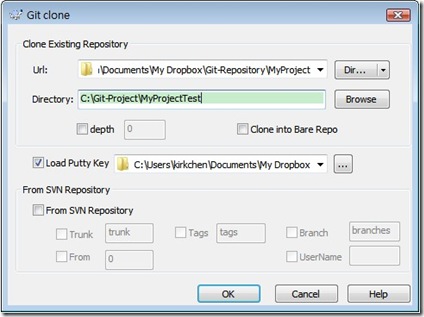 Git clone
Clone Existing Repository
Url: \Documents\My Dropbox\Git-Repository\MyProject Dir...
Directory: C:\Git-Project\MyProjectTest Browse
depth 0 Clone into Bare Repo
Load Putty Key C:\Users\kirkchen\Documents\My Dropbox ...
From SVN Repository
From SVN Repository
Trunk trunk Tags tags Branch branches
From 0 UserName
OK Cancel Help